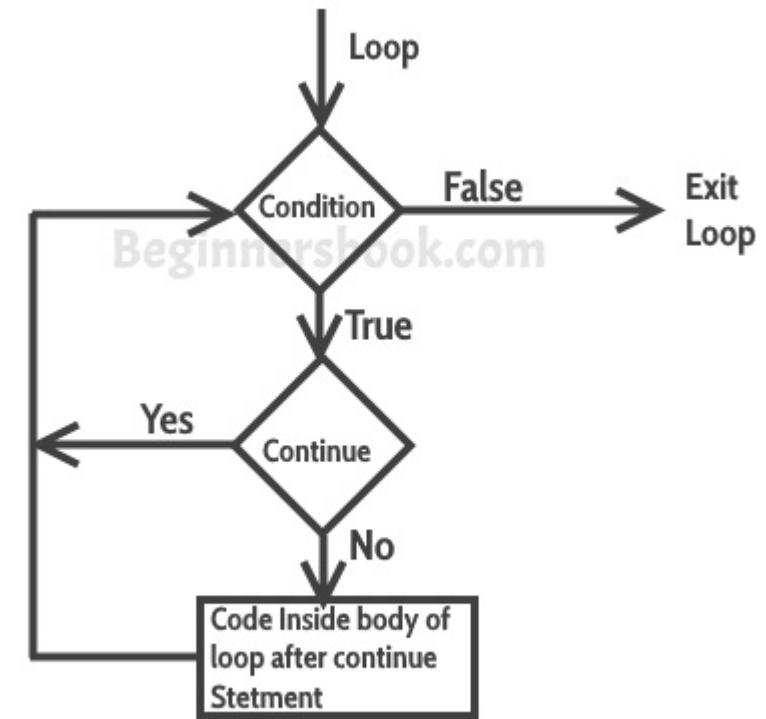 Loop
Condition
False
Exit
Loop
Beginnersbook.com
True
Yes
Continue
No
Code Inside body of
loop after continue
Stetment